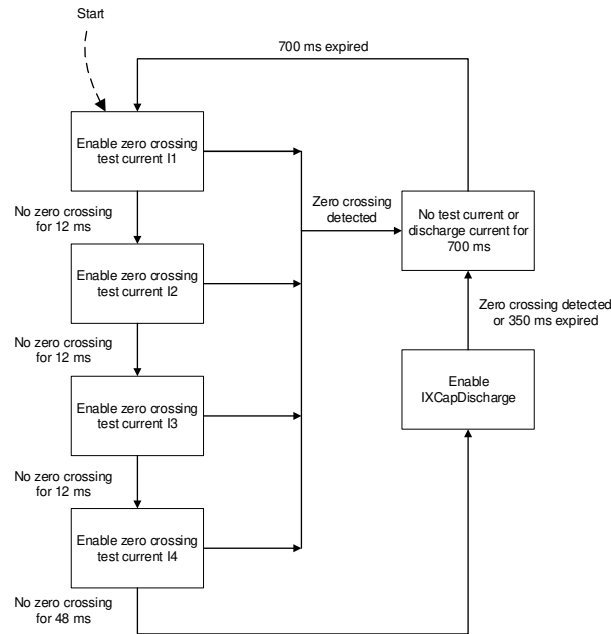 Start
700 ms expired
Enable zero crossing
test current I1
No zero crossing
for 12 ms
Zero crossing
detected
No test current or
discharge current for
700 ms
Enable zero crossing
test current I2
No zero crossing
for 12 ms
Zero crossing detected
or 350 ms expired
Enable zero crossing
test current I3
Enable
IXCapDischarge
No zero crossing
for 12 ms
Enable zero crossing
test current I4
No zero crossing
for 48 ms